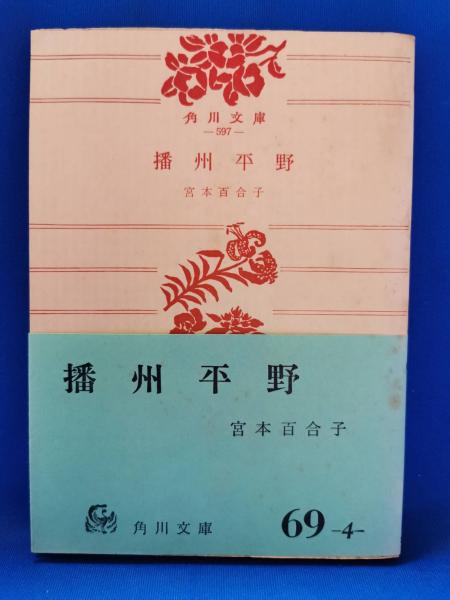 角川文庫
—597—
播州平野
宮本百合子
播州平野
宮本百合子
角川文庫
69-4-